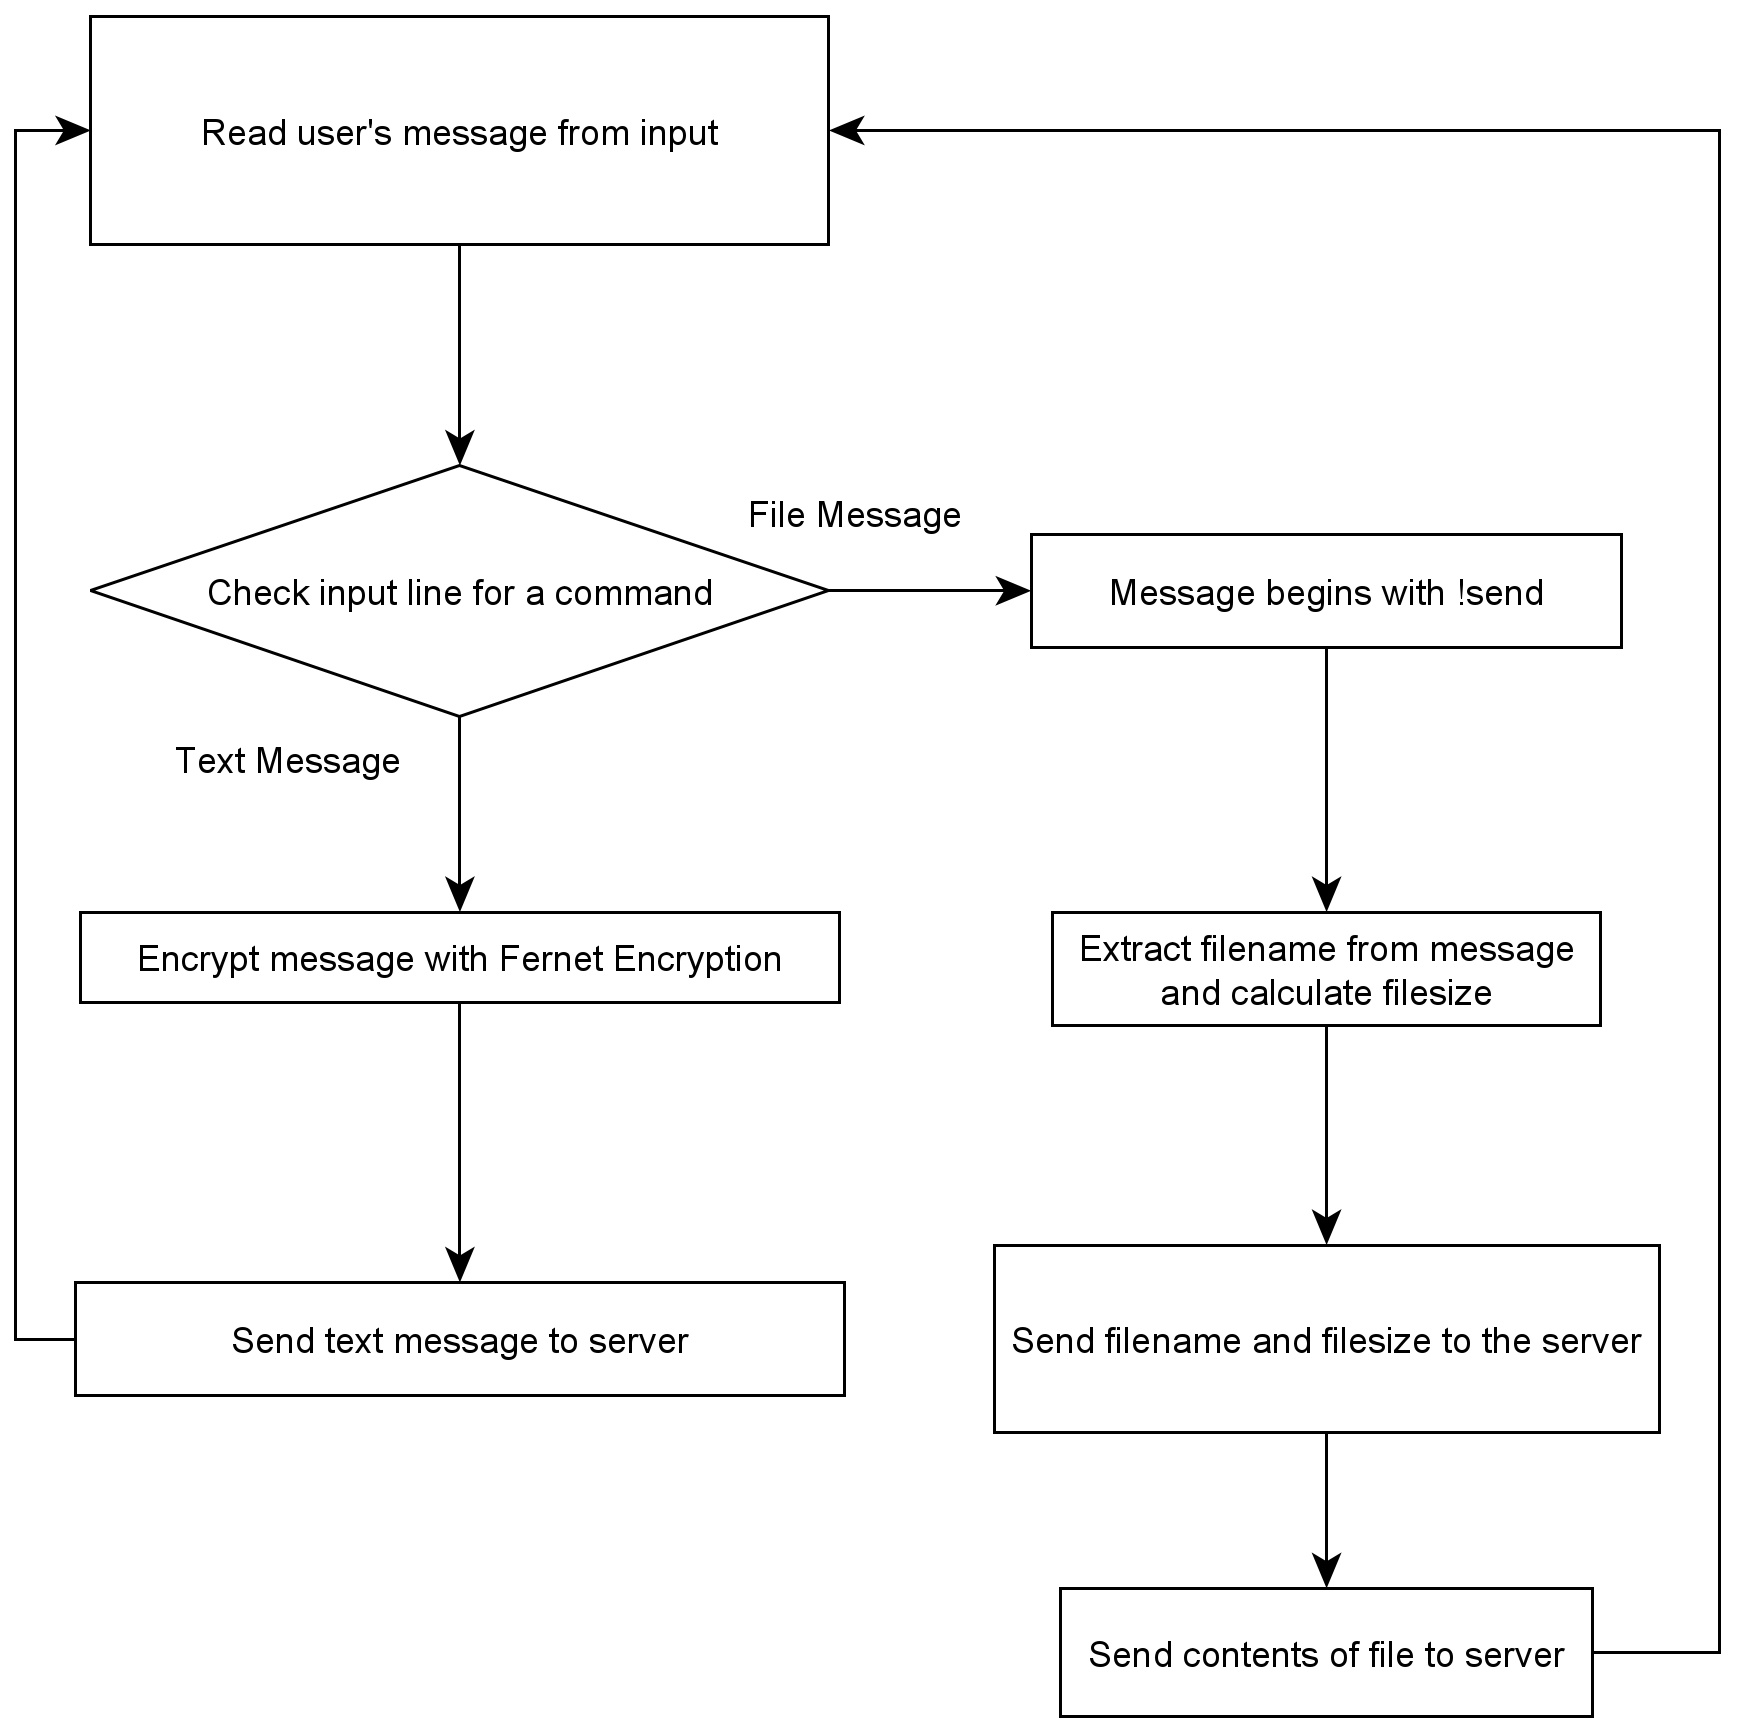 Read user's message from input
Check input line for a command
File Message
Message begins with !send
Text Message
Encrypt message with Fernet Encryption
Extract filename from message
and calculate filesize
Send text message to server
Send filename and filesize to the server
Send contents of file to server